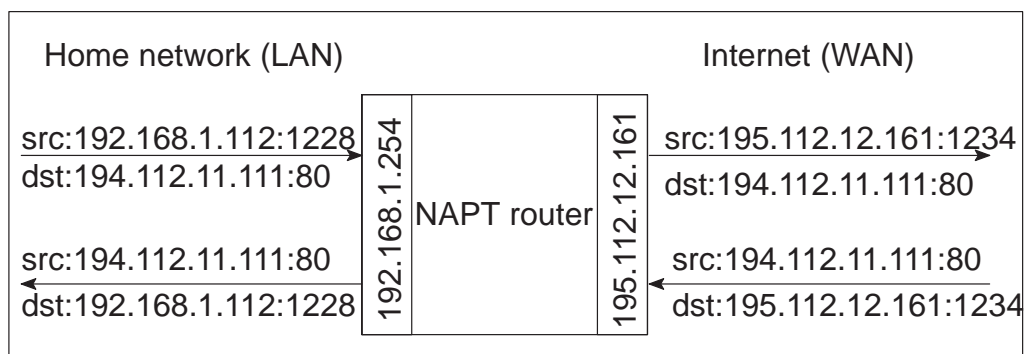 Home network (LAN)
Internet (WAN)
src:192.168.1.112:1228
dst:194.112.11.111:80
src:194.112.11.111:80
dst:192.168.1.112:1228
192.168.1.254
NAPT router
195.112.12.161
src:195.112.12.161:1234
dst:194.112.11.111:80
src:194.112.11.111:80
dst:195.112.12.161:1234